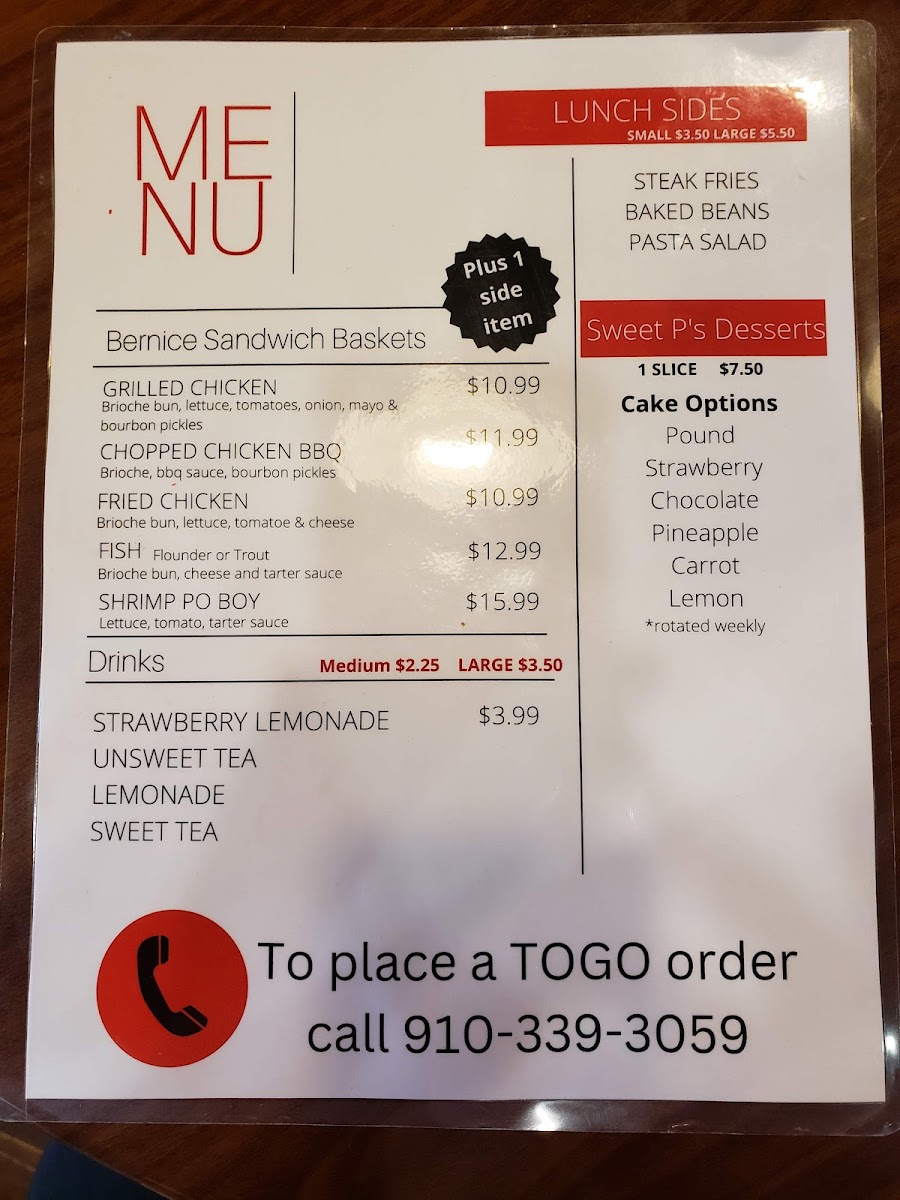 ME
NU
Plus 1
side
item
Bernice Sandwich Baskets
GRILLED CHICKEN $10.99
Brioche bun, lettuce, tomatoes, onion, mayo &
bourbon pickles
CHOPPED CHICKEN BBQ $11.99
Brioche, bbq sauce, bourbon pickles
FRIED CHICKEN $10.99
Brioche bun, lettuce, tomatoe & cheese
FISH Flounder or Trout $12.99
Brioche bun, cheese and tarter sauce
SHRIMP PO BOY $15.99
Lettuce, tomato, tarter sauce
Drinks Medium $2.25 LARGE $3.50
STRAWBERRY LEMONADE $3.99
UNSWEET TEA
LEMONADE
SWEET TEA
LUNCH SIDES
SMALL $3.50 LARGE $5.50
STEAK FRIES
BAKED BEANS
PASTA SALAD
Sweet P's Desserts
1 SLICE $7.50
Cake Options
Pound
Strawberry
Chocolate
Pineapple
Carrot
Lemon
*rotated weekly
To place a TOGO order
call 910-339-3059